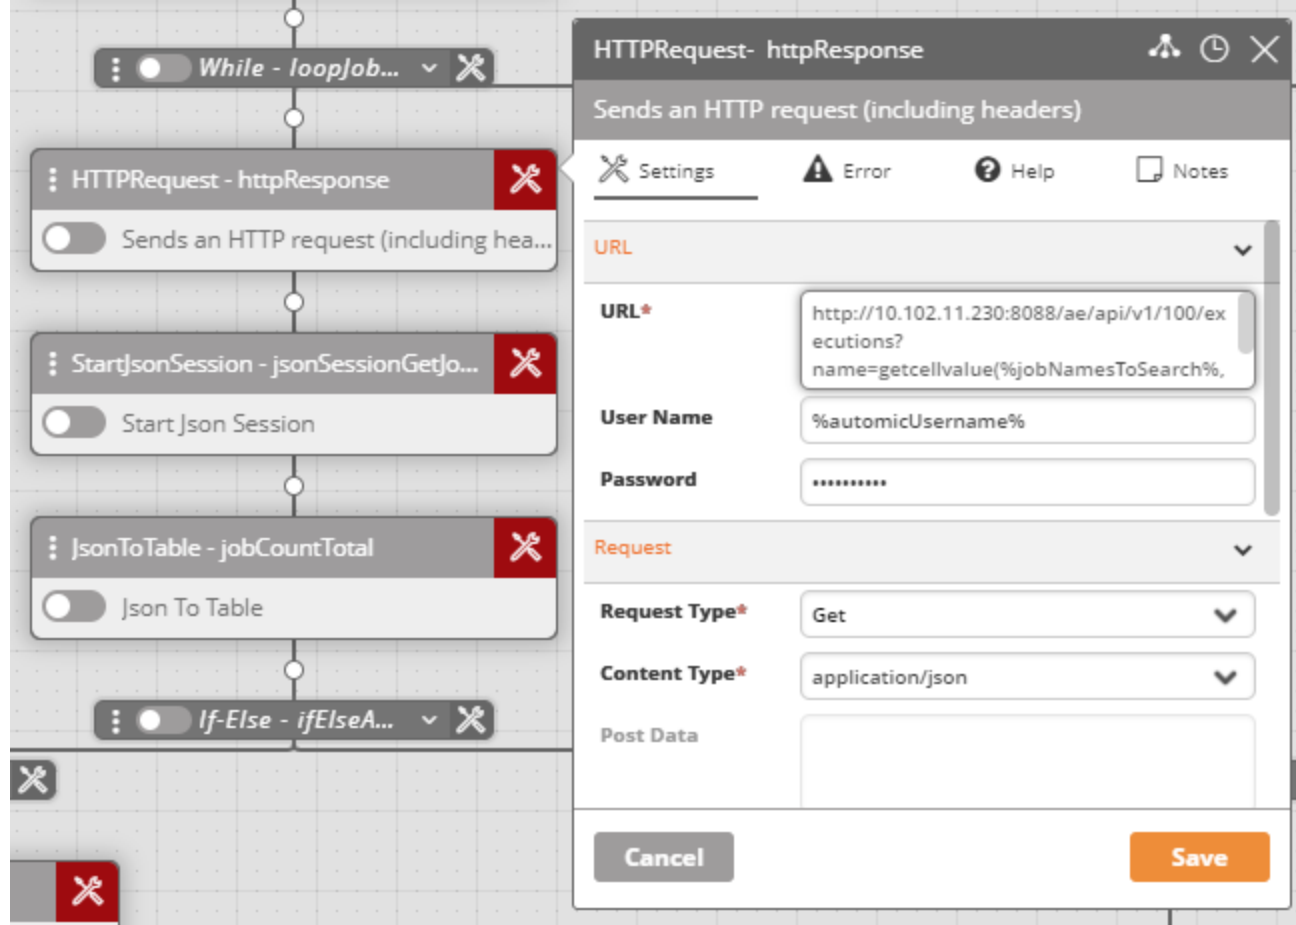 While - loopJob...
HTTPRequest - httpResponse
Sends an HTTP request (including hea...
StartJsonSession - jsonSessionGetJo...
Start Json Session
JsonToTable - jobCountTotal
Json To Table
If-Else - ifElseA...
HTTPRequest- httpResponse
Sends an HTTP request (including headers)
Settings
Error
Help
Notes
URL
URL*
http://10.102.11.230:8088/ae/api/v1/100/ex
ecutions?
name=getcellvalue(%jobNamesToSearch%,
User Name
%automicUsername%
Password
••••••••••
Request
Request Type*
Get
Content Type*
application/json
Post Data
Cancel
Save